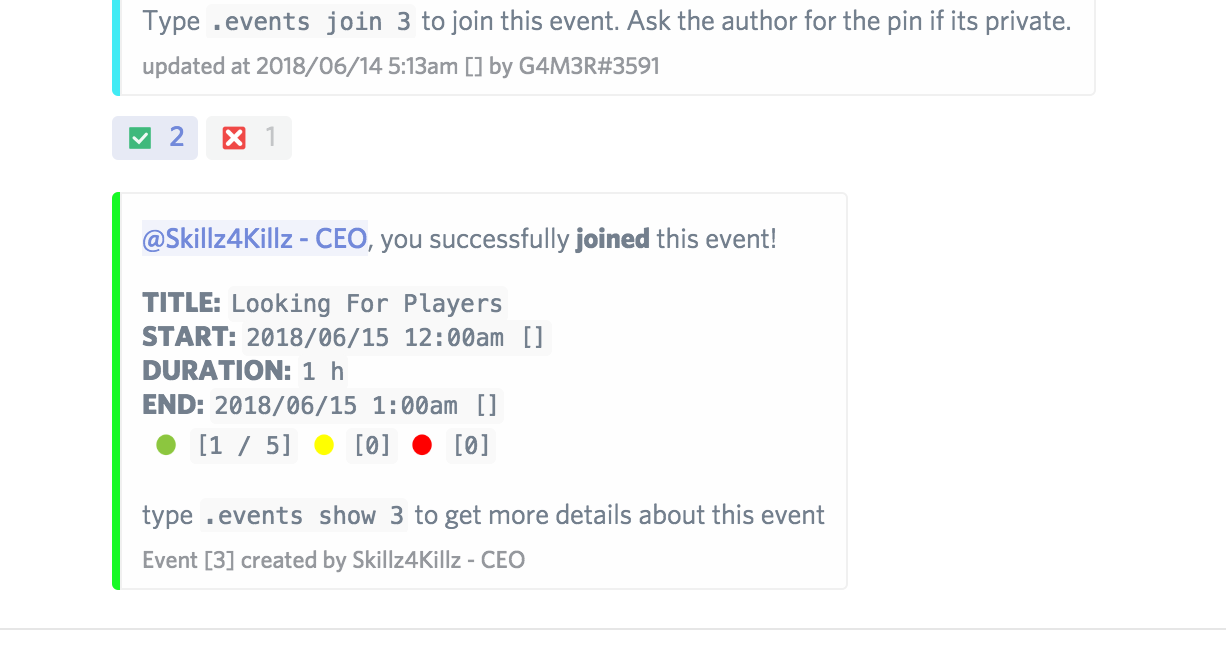 Type .events join 3 to join this event. Ask the author for the pin if its private.
updated at 2018/06/14 5:13am [] by G4M3R#3591
2 1
@Skillz4Killz - CEO, you successfully joined this event!
TITLE: Looking For Players
START: 2018/06/15 12:00am []
DURATION: 1 h
END: 2018/06/15 1:00am []
[1 / 5] [0] [0]
type .events show 3 to get more details about this event
Event [3] created by Skillz4Killz - CEO